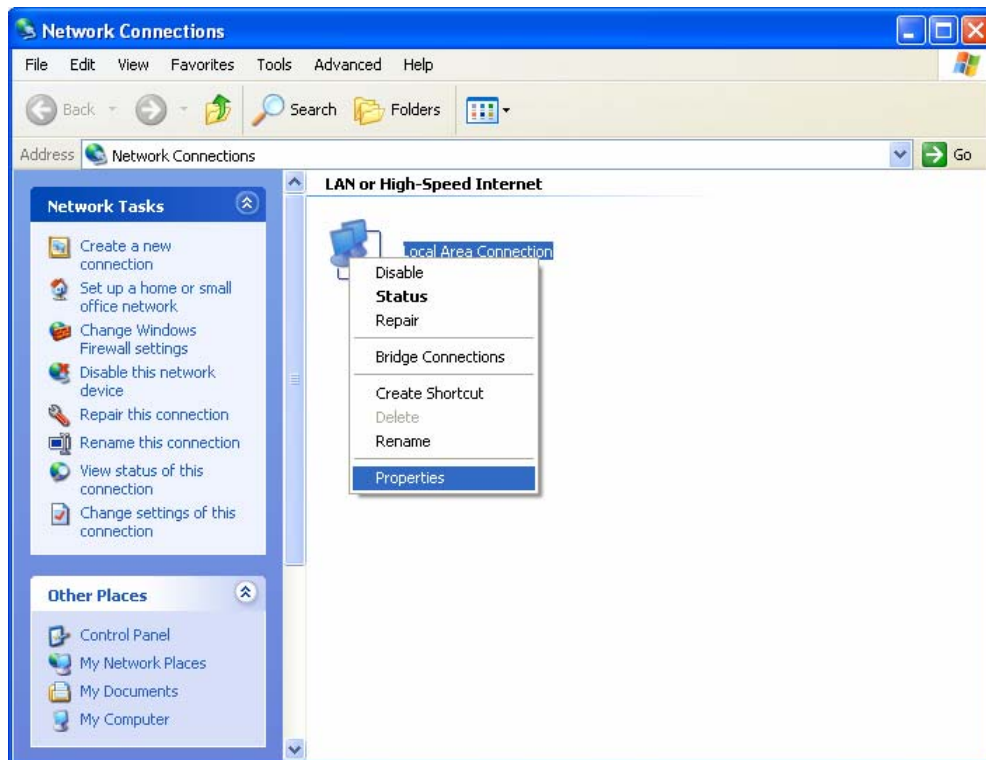 Network Connections
File Edit View Favorites Tools Advanced Help
Back Search Folders
Address Network Connections Go
Network Tasks
Create a new
connection
Set up a home or small
office network
Change Windows
Firewall settings
Disable this network
device
Repair this connection
Rename this connection
View status of this
connection
Change settings of this
connection
Other Places
Control Panel
My Network Places
My Documents
My Computer
LAN or High-Speed Internet
Local Area Connection
Disable
Status
Repair
Bridge Connections
Create Shortcut
Delete
Rename
Properties